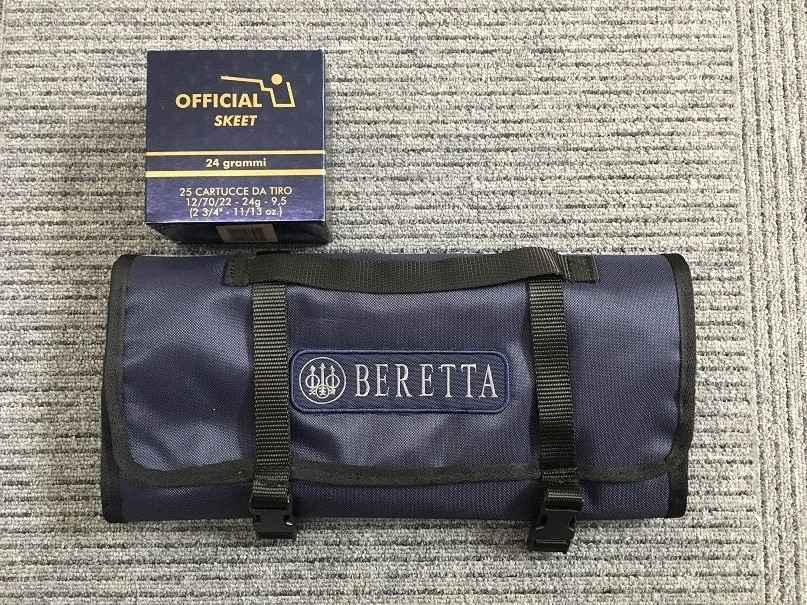 OFFICIAL
SKEET
24 grammi
25 CARTUCCE DA TIRO
12/70/22 - 24g - 9,5
(2 3/4" - 11/13 oz.)
BERETTA